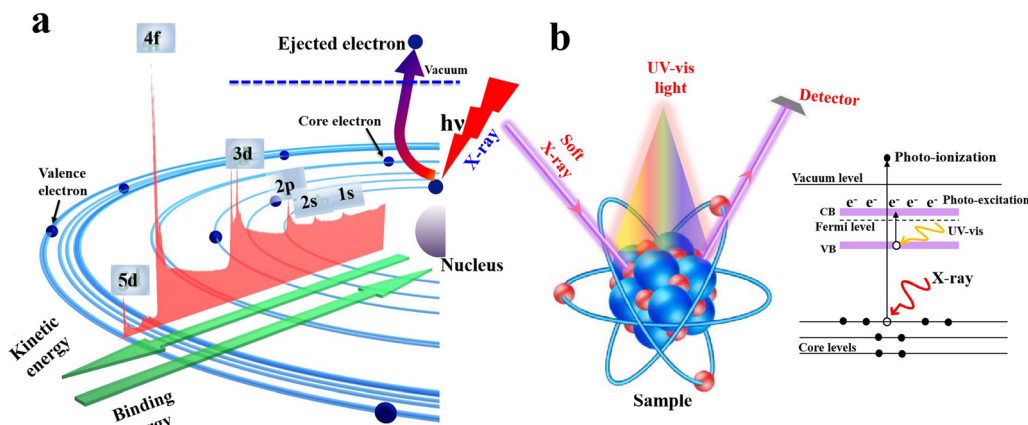 a
4f
Ejected electron
Vacuum
hν
X-ray
Core electron
3d
Valence
electron
2p
2s
1s
Nucleus
5d
Kinetic
energy
Binding
b
UV-vis
light
Detector
Soft
X-ray
Sample
Photo-ionization
Vacuum level
e- e- e- e- e-
Photo-excitation
CB
Fermi level
UV-vis
VB
X-ray
Core levels